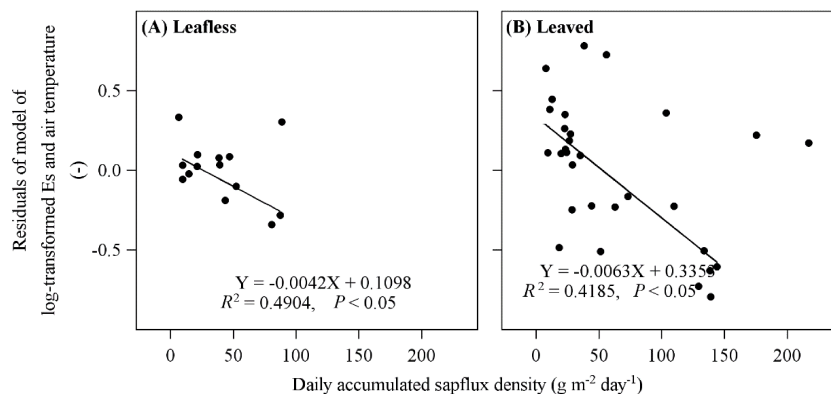 (A) Leafless
(B) Leaved
Residuals of model of
log-transformed Es and air temperature
(-)
0.5
0.0
-0.5
Y = -0.0042X + 0.1098
R² = 0.4904, P < 0.05
Y = -0.0063X + 0.3353
R² = 0.4185, P < 0.05
0 50 100 150 200
0 50 100 150 200
Daily accumulated sapflux density (g m⁻² day⁻¹)